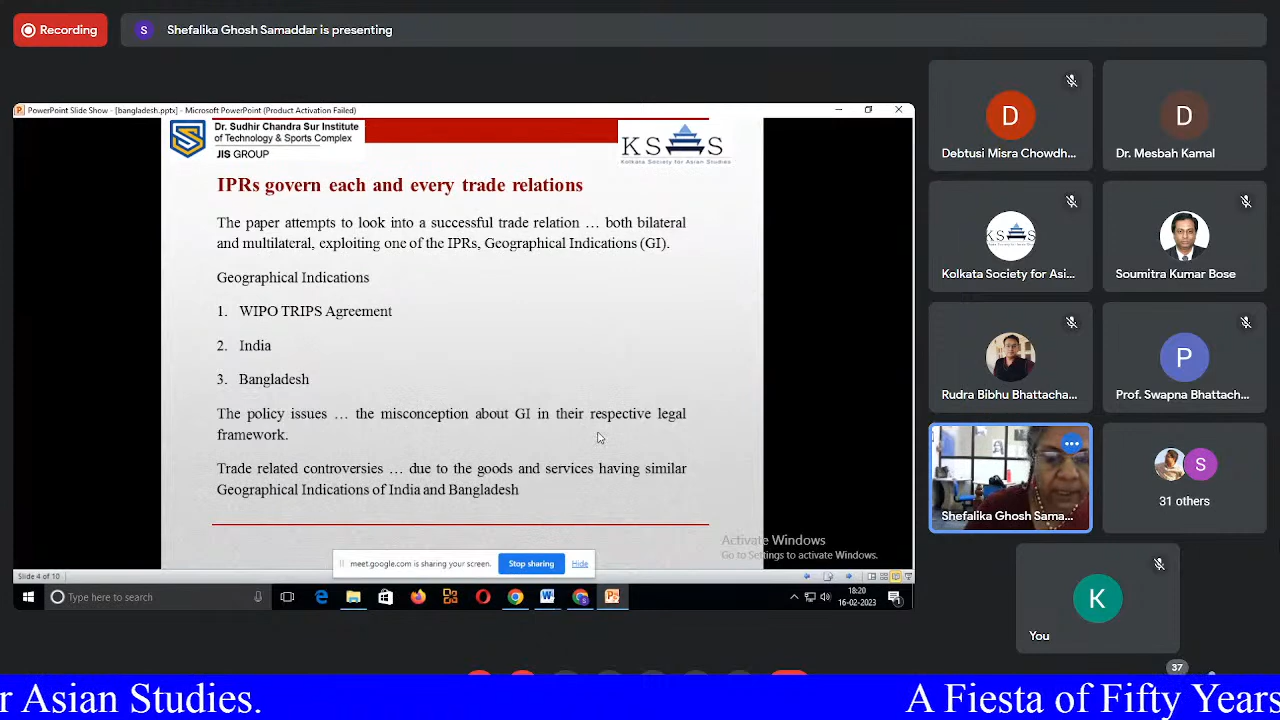 Recording
S
Shefalika Ghosh Samaddar is presenting
PowerPoint Slide Show - [bangladesh.pptx] - Microsoft PowerPoint (Product Activation Failed)
Dr. Sudhir Chandra Sur Institute
of Technology & Sports Complex
JIS GROUP
KSAS
Kolkata Society for Asian Studies
IPRs govern each and every trade relations
The paper attempts to look into a successful trade relation … both bilateral
and multilateral, exploiting one of the IPRs, Geographical Indications (GI).
Geographical Indications
1. WIPO TRIPS Agreement
2. India
3. Bangladesh
The policy issues … the misconception about GI in their respective legal
framework.
Trade related controversies … due to the goods and services having similar
Geographical Indications of India and Bangladesh
Activate Windows
Go to Settings to activate Windows.
meet.google.com is sharing your screen.
Stop sharing
Hide
Slide 4 of 10
Type here to search
18:20
16-02-2023
1
D
Debtusi Misra Chowd...
D
Dr. Mesbah Kamal
KSAS
Kolkata Society for Asi...
Soumitra Kumar Bose
Rudra Bibhu Bhattachar...
P
Prof. Swapna Bhattach...
Shefalika Ghosh Sama...
S
31 others
K
You
37
r Asian Studies.
A Fiesta of Fifty Years